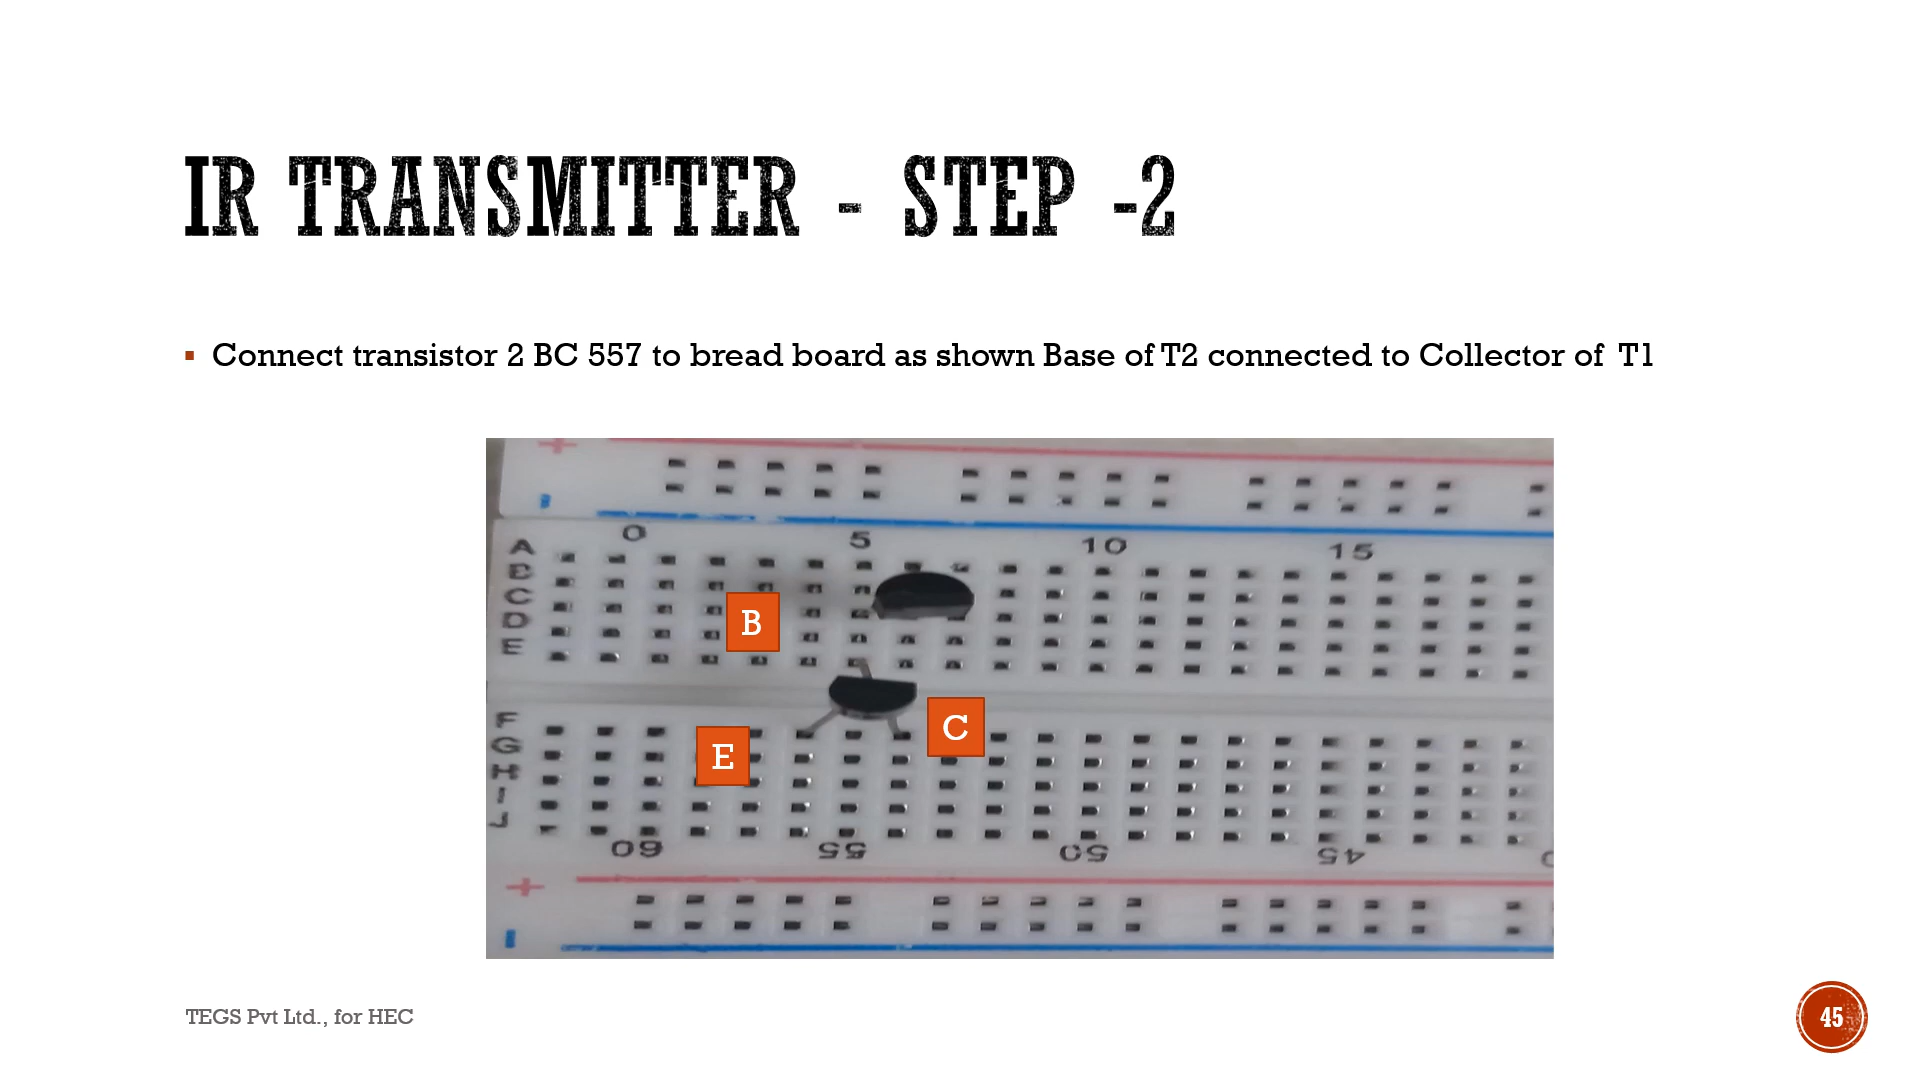 IR TRANSMITTER - STEP -2
▪ Connect transistor 2 BC 557 to bread board as shown Base of T2 connected to Collector of T1
+
-
0 5 10 15
A
B
C
D
E
B
C
E
F
G
H
I
J
60 55 50 45
+
-
TEGS Pvt Ltd., for HEC
45